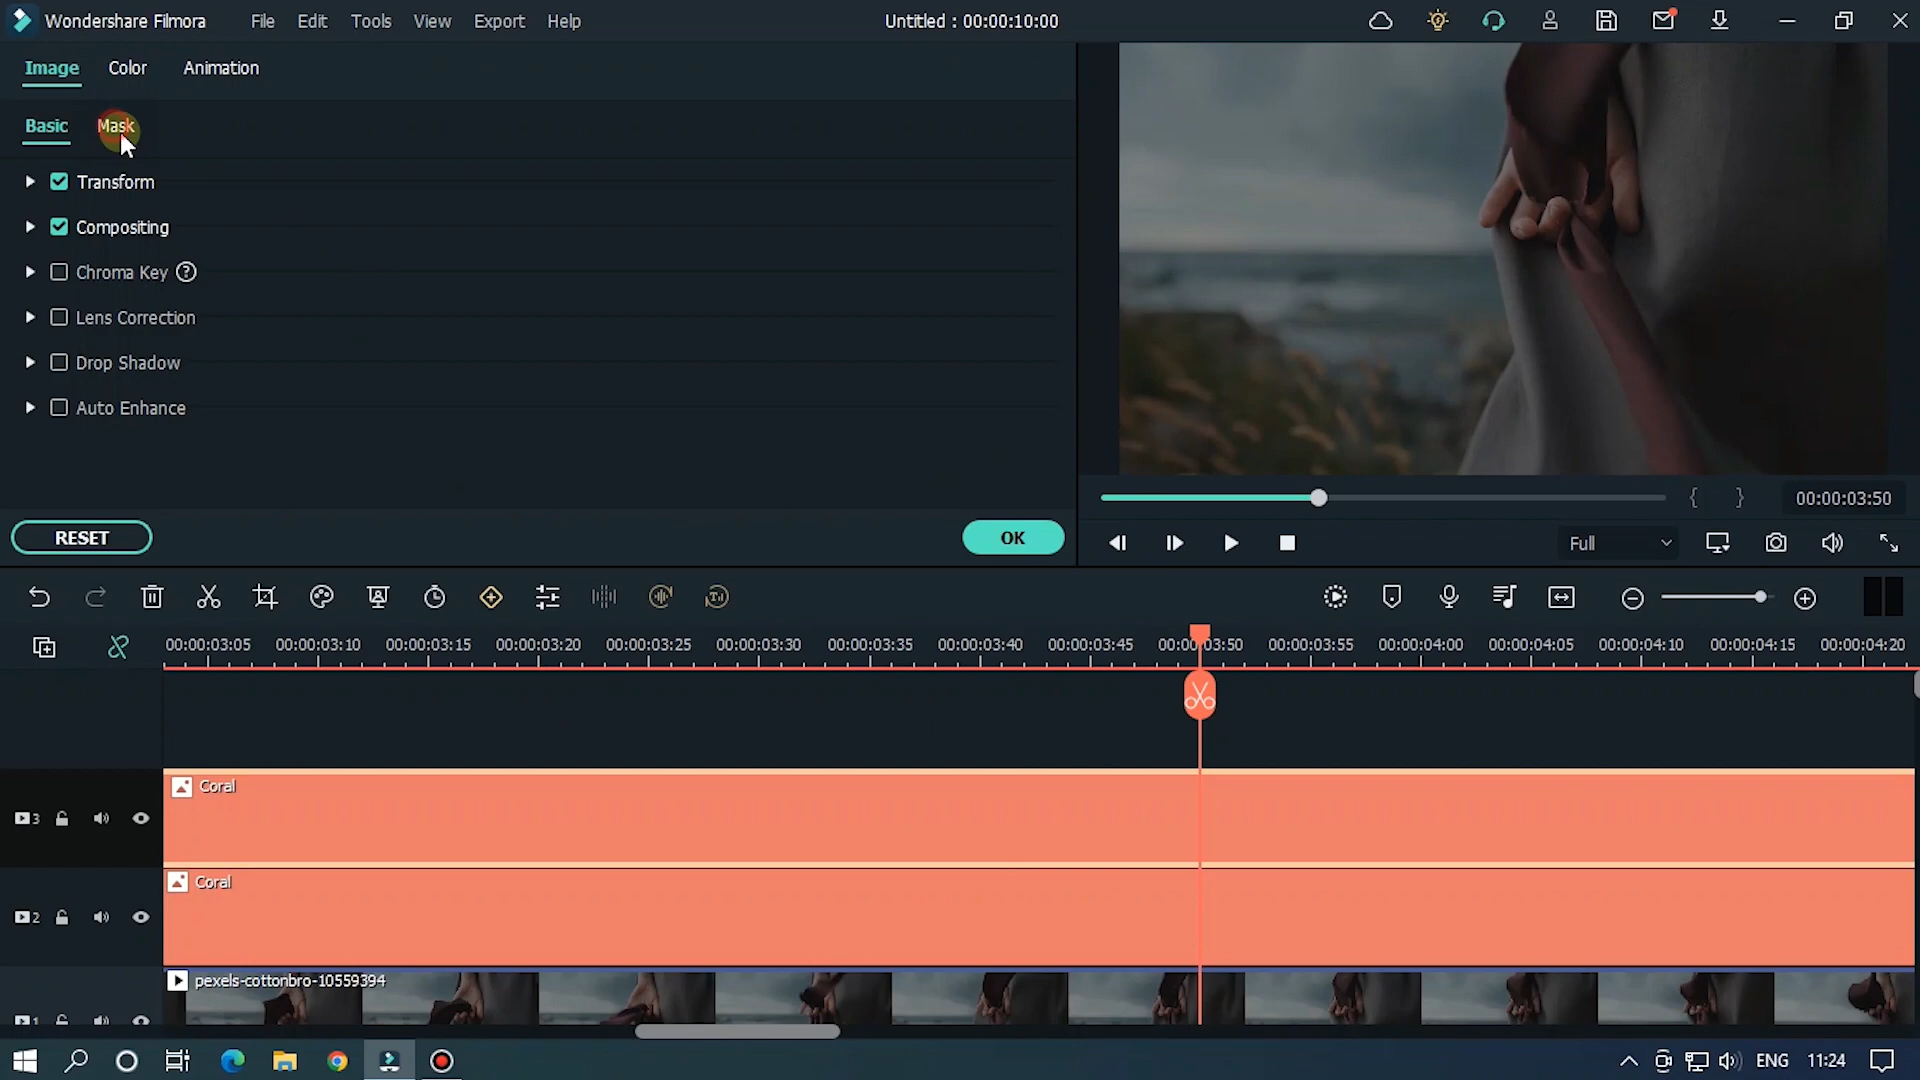 Wondershare Filmora File Edit Tools View Export Help Untitled : 00:00:10:00
Image Color Animation
Basic Mask
Transform
Compositing
Chroma Key ?
Lens Correction
Drop Shadow
Auto Enhance
{ } 00:00:03:50
RESET OK Full
00:00:03:05 00:00:03:10 00:00:03:15 00:00:03:20 00:00:03:25 00:00:03:30 00:00:03:35 00:00:03:40 00:00:03:45 00:00:03:50 00:00:03:55 00:00:04:00 00:00:04:05 00:00:04:10 00:00:04:15 00:00:04:20
Coral
3
Coral
2
pexels-cottonbro-10559394
1
ENG 11:24